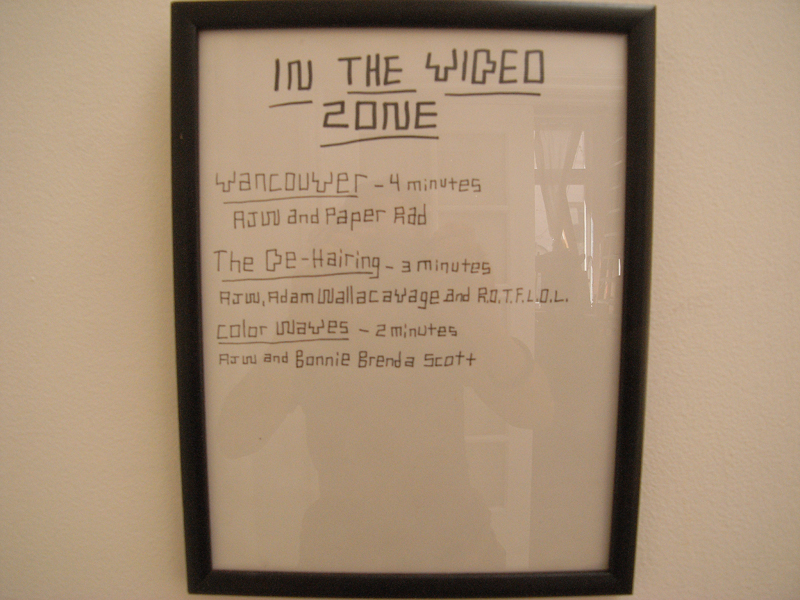 IN THE VIDEO
ZONE
Vancouver - 4 minutes
AJW and Paper Rad
The De-Hairing - 3 minutes
AJW, Adam Wallacavage and R.O.T.F.L.O.L.
color waves - 2 minutes
AJW and Bonnie Brenda Scott